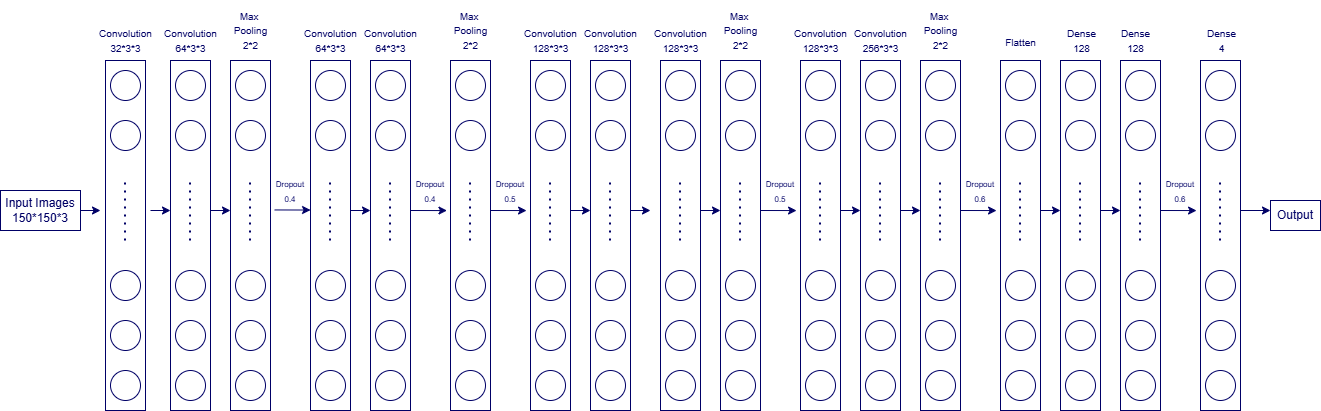 Convolution
32*3*3
Convolution
64*3*3
Max
Pooling
2*2
Convolution
64*3*3
Convolution
64*3*3
Max
Pooling
2*2
Convolution
128*3*3
Convolution
128*3*3
Convolution
128*3*3
Max
Pooling
2*2
Convolution
128*3*3
Convolution
256*3*3
Max
Pooling
2*2
Flatten
Dense
128
Dense
128
Dense
4
Input Images
150*150*3
Dropout
0.4
Dropout
0.4
Dropout
0.5
Dropout
0.5
Dropout
0.6
Dropout
0.6
Output